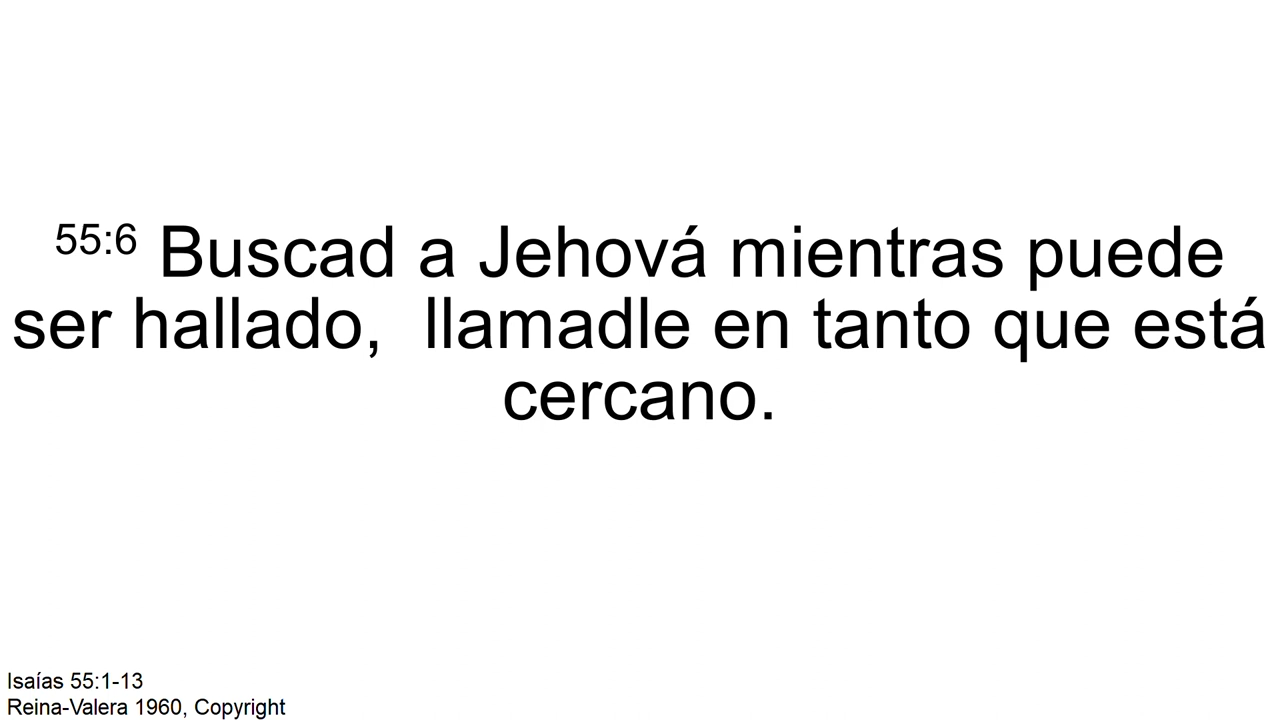 55:6 Buscad a Jehová mientras puede
ser hallado,  llamadle en tanto que está
cercano.
Isaías 55:1-13
Reina-Valera 1960, Copyright